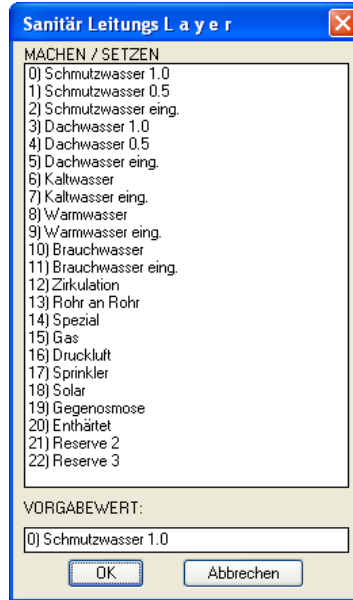 Sanitär Leitungs L a y e r
MACHEN / SETZEN
0) Schmutzwasser 1.0
1) Schmutzwasser 0.5
2) Schmutzwasser eing.
3) Dachwasser 1.0
4) Dachwasser 0.5
5) Dachwasser eing.
6) Kaltwasser
7) Kaltwasser eing.
8) Warmwasser
9) Warmwasser eing.
10) Brauchwasser
11) Brauchwasser eing.
12) Zirkulation
13) Rohr an Rohr
14) Spezial
15) Gas
16) Druckluft
17) Sprinkler
18) Solar
19) Gegenosmose
20) Enthärtet
21) Reserve 2
22) Reserve 3
VORGABEWERT:
0) Schmutzwasser 1.0
OK Abbrechen